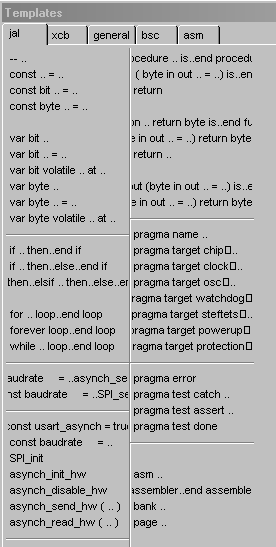 Templates
jal xcb general bsc asm
-- ..
const .. = ..
const bit .. = ..
const byte .. = ..
var bit ..
var bit .. = ..
var bit volatile .. at ..
var byte ..
var byte .. = ..
var byte volatile .. at ..
if .. then..end if
if .. then..else..end if
then..elsif .. then..else..er
for .. loop..end loop
forever loop..end loop
while .. loop..end loop
audrate = ..asynch_se
nst baudrate = ..SPI_se
const usart_asynch = true
const baudrate = ..
SPI_init
asynch_init_hw
asynch_disable_hw
asynch_send_hw ( .. )
asynch_read_hw ( .. )
ocedure .. is..end procedu
( byte in out .. = ..) is..en
return
on .. return byte is..end fu
e in out .. = ..) return byte
return ..
out (byte in out .. = ..) is..e
e in out .. = ..) return byte
pragma name ..
pragma target chip▯..
pragma target clock▯..
pragma target osc▯..
ragma target watchdog▯
ragma target steftets▯..
pragma target powerup▯
pragma target protection▯
pragma error
pragma test catch ..
pragma test assert ..
pragma test done
asm ..
assembler..end assemble
bank ..
page ..